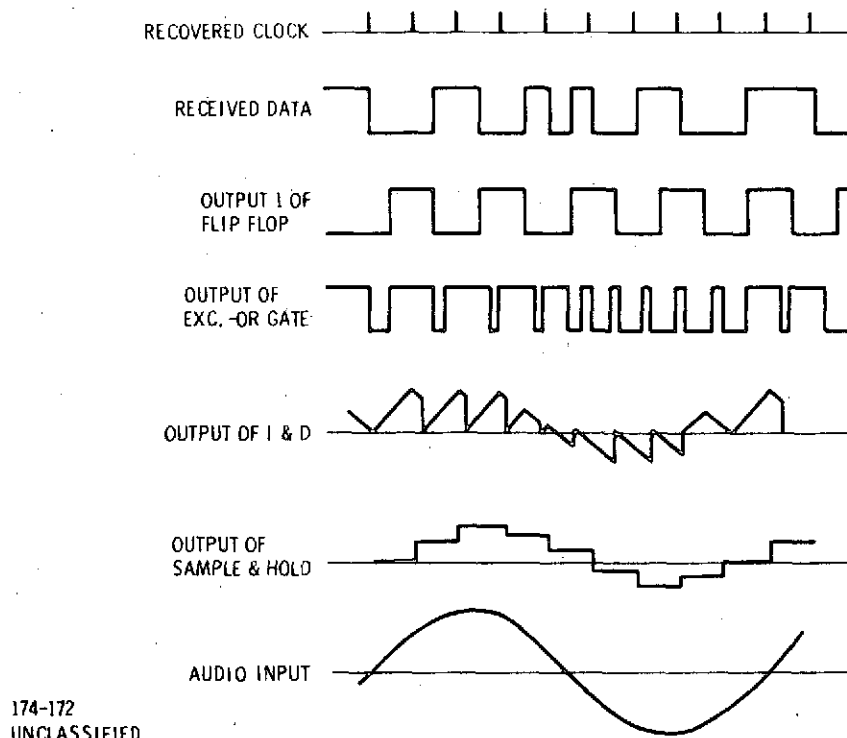 RECOVERED CLOCK
RECEIVED DATA
OUTPUT 1 OF
FLIP FLOP
OUTPUT OF
EXC. -OR GATE
OUTPUT OF I & D
OUTPUT OF
SAMPLE & HOLD
AUDIO INPUT
174-172
UNCLASSIFIED